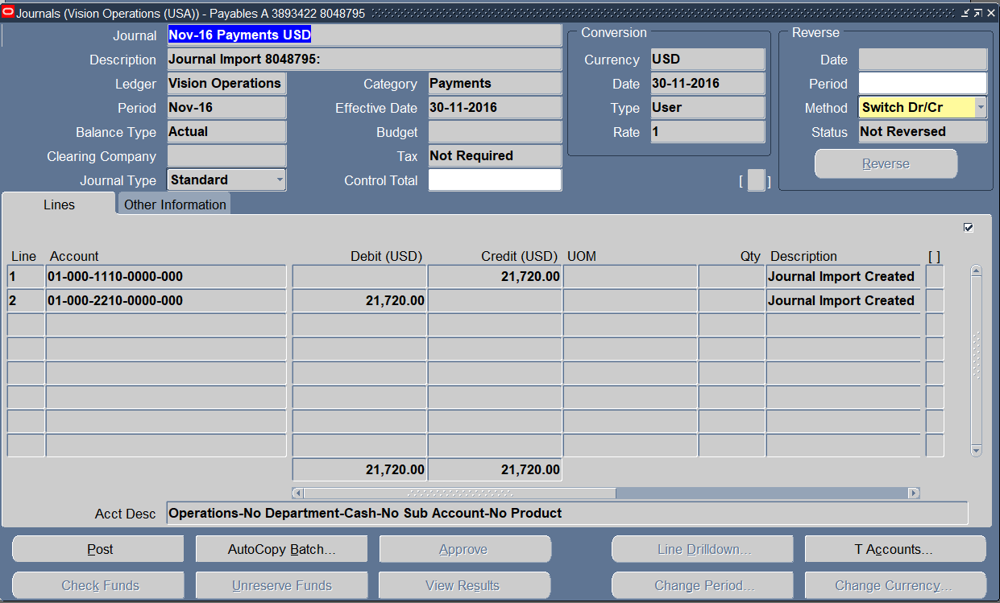 Journals (Vision Operations (USA)) - Payables A 3893422 8048795
Journal Nov-16 Payments USD
Description Journal Import 8048795:
Ledger Vision Operations Category Payments
Period Nov-16 Effective Date 30-11-2016
Balance Type Actual Budget
Clearing Company Tax Not Required
Journal Type Standard Control Total
Conversion
Currency USD
Date 30-11-2016
Type User
Rate 1
Reverse
Date
Period
Method Switch Dr/Cr
Status Not Reversed
Reverse
[ ]
Lines Other Information
Line Account Debit (USD) Credit (USD) UOM Qty Description [ ]
1 01-000-1110-0000-000 21,720.00 Journal Import Created
2 01-000-2210-0000-000 21,720.00 Journal Import Created
21,720.00 21,720.00
Acct Desc Operations-No Department-Cash-No Sub Account-No Product
Post AutoCopy Batch... Approve Line Drilldown... T Accounts...
Check Funds Unreserve Funds View Results Change Period... Change Currency...